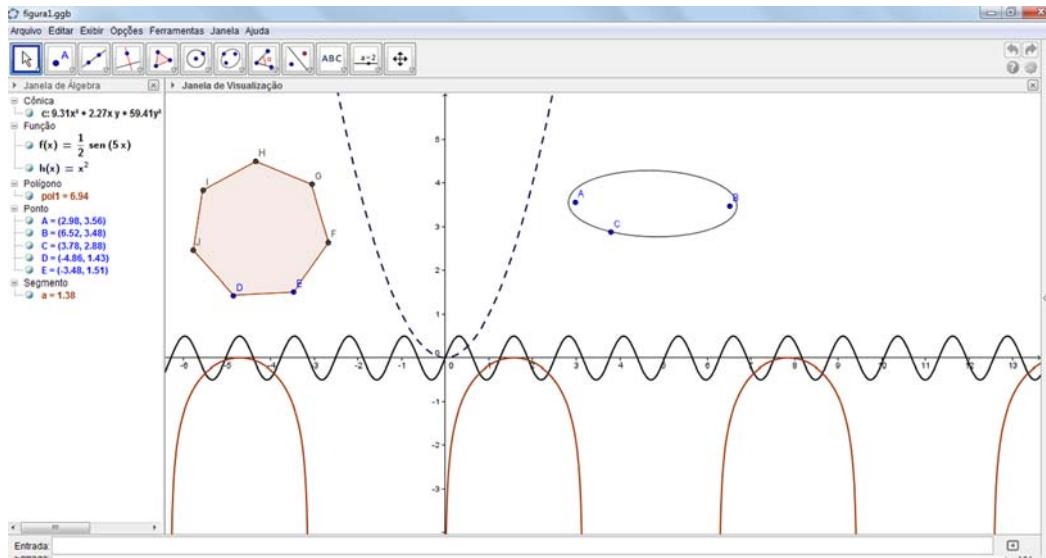 figura1.ggb
Arquivo Editar Exibir Opções Ferramentas Janela Ajuda
A
ABC
a=2
Janela de Álgebra
Janela de Visualização
Cônica
c: 9.31x² + 2.27x y + 59.41y²
Função
f(x) = 1/2 sen (5 x)
h(x) = x²
Polígono
pol1 = 6.94
Ponto
A = (2.98, 3.56)
B = (6.52, 3.48)
C = (3.78, 2.88)
D = (-4.86, 1.43)
E = (-3.48, 1.51)
Segmento
a = 1.38
H
I
G
J
F
D
E
A
B
C
5
4
3
2
1
0
-6 -5 -4 -3 -2 -1 0 1 2 3 4 5 6 7 8 9 10 11 12 13
-1
-2
-3
Entrada: